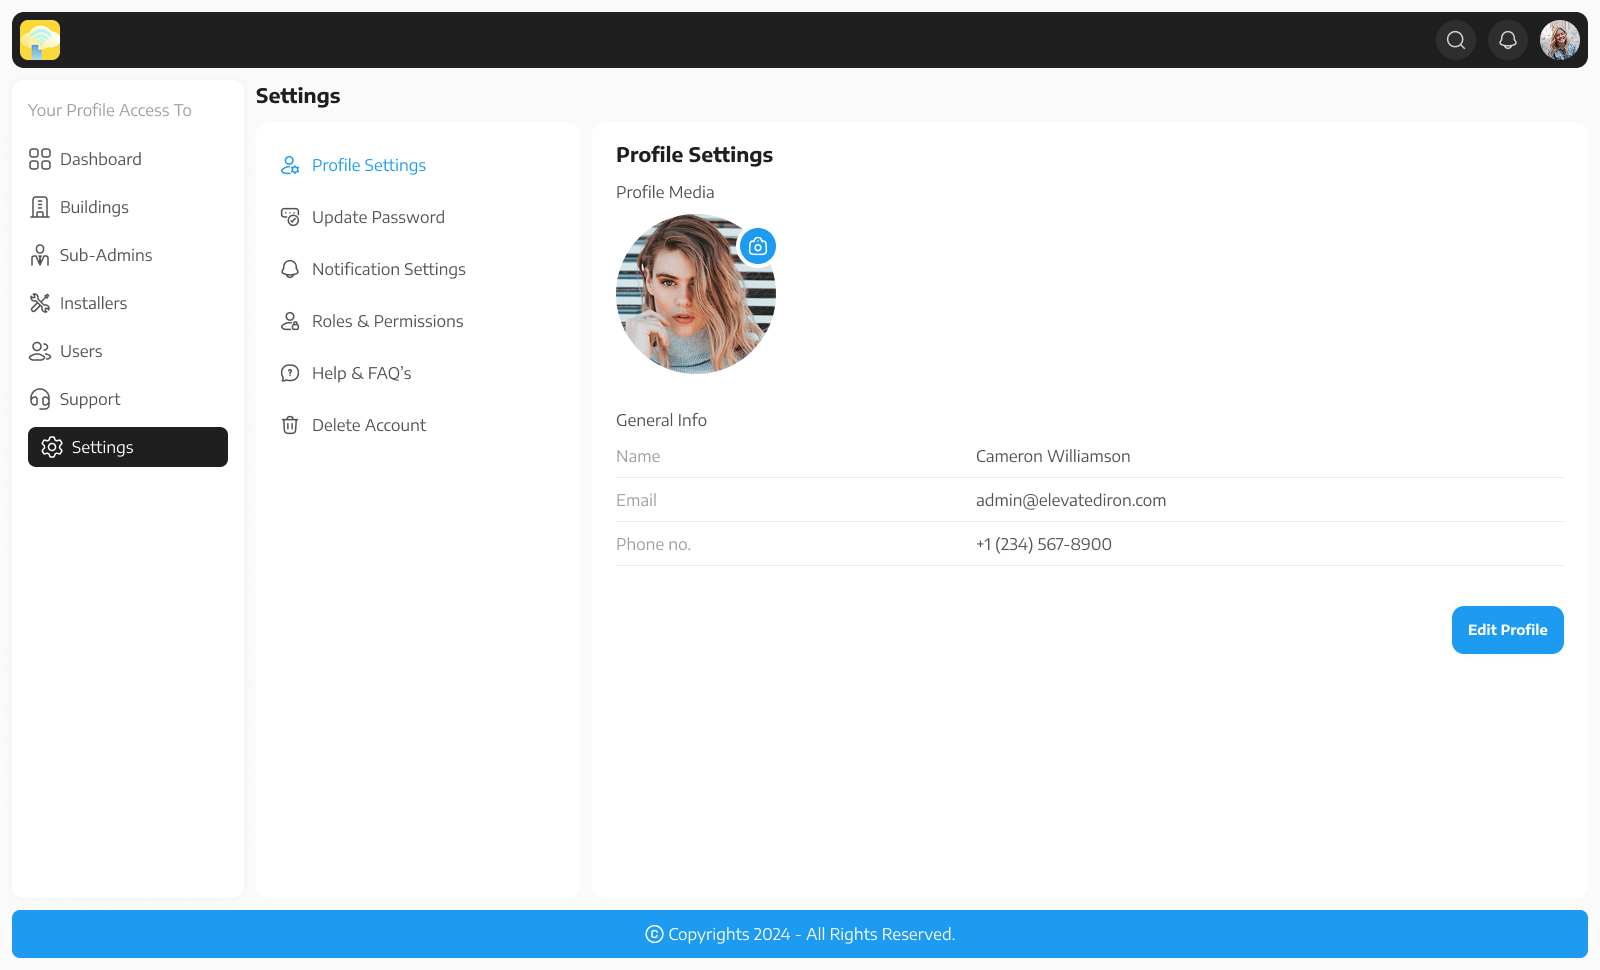 Your Profile Access To
Dashboard
Buildings
Sub-Admins
Installers
Users
Support
Settings
Settings
Profile Settings
Update Password
Notification Settings
Roles & Permissions
Help & FAQ’s
Delete Account
Profile Settings
Profile Media
General Info
Name Cameron Williamson
Email admin@elevatediron.com
Phone no. +1 (234) 567-8900
Edit Profile
© Copyrights 2024 - All Rights Reserved.